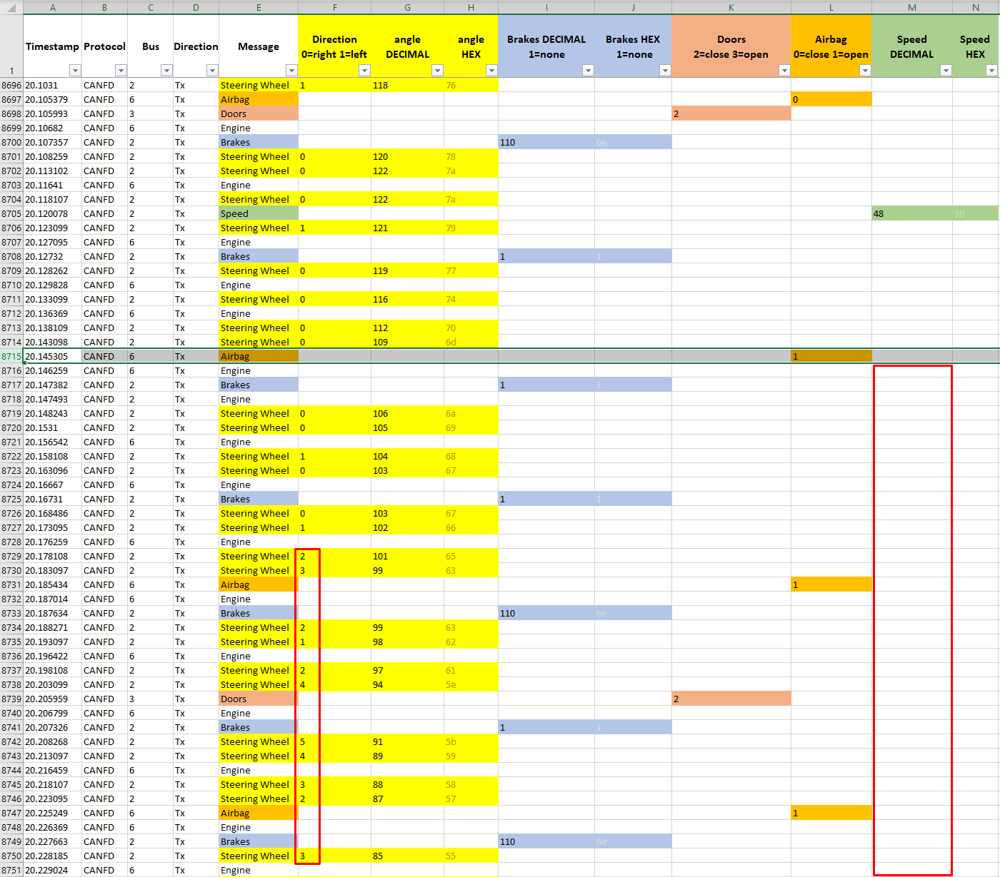 A B C D E F G H I J K L M N
1 Timestamp Protocol Bus Direction Message Direction 0=right 1=left angle DECIMAL angle HEX Brakes DECIMAL 1=none Brakes HEX 1=none Doors 2=close 3=open Airbag 0=close 1=open Speed DECIMAL Speed HEX
8696 20.1031 CANFD 2 Tx Steering Wheel 1 118 76
8697 20.105379 CANFD 6 Tx Airbag 0
8698 20.105993 CANFD 3 Tx Doors 2
8699 20.10682 CANFD 6 Tx Engine
8700 20.107357 CANFD 2 Tx Brakes 110 6e
8701 20.108259 CANFD 2 Tx Steering Wheel 0 120 78
8702 20.113102 CANFD 2 Tx Steering Wheel 0 122 7a
8703 20.11641 CANFD 6 Tx Engine
8704 20.118107 CANFD 2 Tx Steering Wheel 0 122 7a
8705 20.120078 CANFD 2 Tx Speed 48 30
8706 20.123099 CANFD 2 Tx Steering Wheel 1 121 79
8707 20.127095 CANFD 6 Tx Engine
8708 20.12732 CANFD 2 Tx Brakes 1 1
8709 20.128262 CANFD 2 Tx Steering Wheel 0 119 77
8710 20.129828 CANFD 6 Tx Engine
8711 20.133099 CANFD 2 Tx Steering Wheel 0 116 74
8712 20.136369 CANFD 6 Tx Engine
8713 20.138109 CANFD 2 Tx Steering Wheel 0 112 70
8714 20.143098 CANFD 2 Tx Steering Wheel 0 109 6d
8715 20.145305 CANFD 6 Tx Airbag 1
8716 20.146259 CANFD 6 Tx Engine
8717 20.147382 CANFD 2 Tx Brakes 1 1
8718 20.147493 CANFD 2 Tx Engine
8719 20.148243 CANFD 2 Tx Steering Wheel 0 106 6a
8720 20.1531 CANFD 2 Tx Steering Wheel 0 105 69
8721 20.156542 CANFD 6 Tx Engine
8722 20.158108 CANFD 2 Tx Steering Wheel 1 104 68
8723 20.163096 CANFD 2 Tx Steering Wheel 0 103 67
8724 20.16667 CANFD 6 Tx Engine
8725 20.16731 CANFD 2 Tx Brakes 1 1
8726 20.168486 CANFD 2 Tx Steering Wheel 0 103 67
8727 20.173095 CANFD 2 Tx Steering Wheel 1 102 66
8728 20.176259 CANFD 6 Tx Engine
8729 20.178108 CANFD 2 Tx Steering Wheel 2 101 65
8730 20.183097 CANFD 2 Tx Steering Wheel 3 99 63
8731 20.185434 CANFD 6 Tx Airbag 1
8732 20.187014 CANFD 6 Tx Engine
8733 20.187634 CANFD 2 Tx Brakes 110 6e
8734 20.188271 CANFD 2 Tx Steering Wheel 2 99 63
8735 20.193097 CANFD 2 Tx Steering Wheel 1 98 62
8736 20.196422 CANFD 6 Tx Engine
8737 20.198108 CANFD 2 Tx Steering Wheel 2 97 61
8738 20.203099 CANFD 2 Tx Steering Wheel 4 94 5e
8739 20.205959 CANFD 3 Tx Doors 2
8740 20.206799 CANFD 6 Tx Engine
8741 20.207326 CANFD 2 Tx Brakes 1 1
8742 20.208268 CANFD 2 Tx Steering Wheel 5 91 5b
8743 20.213097 CANFD 2 Tx Steering Wheel 4 89 59
8744 20.216459 CANFD 6 Tx Engine
8745 20.218107 CANFD 2 Tx Steering Wheel 3 88 58
8746 20.223095 CANFD 2 Tx Steering Wheel 2 87 57
8747 20.225249 CANFD 6 Tx Airbag 1
8748 20.226369 CANFD 6 Tx Engine
8749 20.227663 CANFD 2 Tx Brakes 110 6e
8750 20.228185 CANFD 2 Tx Steering Wheel 3 85 55
8751 20.229024 CANFD 6 Tx Engine